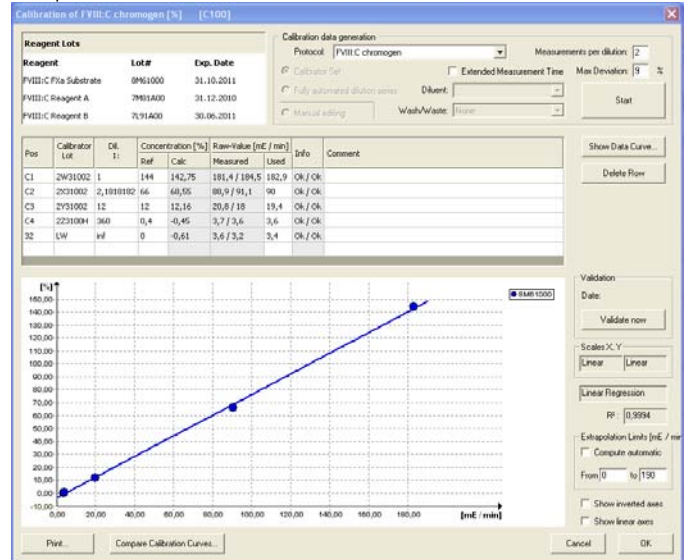 Calibration of FVIII:C chromogen [%] [C100]
Reagent Lots
Reagent Lot# Exp. Date
FVIII:C FXa Substrate 8M61000 31.10.2011
FVIII:C Reagent A 7M81A00 31.12.2010
FVIII:C Reagent B 7L91A00 30.06.2011
Calibration data generation
Protocol: FVIII:C chromogen Measurements per dilution: 2
Calibrator Set Extended Measurement Time Max Deviation: 9 %
Fully automated dilution series Diluent:
Manual editing Wash/Waste: None
Start
Pos Calibrator Lot Dil. 1: Concentration [%] Raw-Value [mE / min] Info Comment
Ref Calc Measured Used
C1 2W31002 1 144 142,75 181,4 / 184,5 182,9 Ok / Ok
C2 2X31002 2,1818182 66 68,55 88,9 / 91,1 90 Ok / Ok
C3 2Y31002 12 12 12,16 20,8 / 18 19,4 Ok / Ok
C4 2Z3100H 360 0,4 -0,45 3,7 / 3,6 3,6 Ok / Ok
32 LW inf 0 -0,61 3,6 / 3,2 3,4 Ok / Ok
Show Data Curve...
Delete Row
[%]
160,00
140,00
130,00
120,00
110,00
100,00
90,00
80,00
70,00
60,00
50,00
40,00
30,00
20,00
10,00
0,00
-10,00
0,00 20,00 40,00 60,00 80,00 100,00 120,00 140,00 160,00 180,00 [mE / min]
8M61000
Validation
Date:
Validate now
Scales X, Y
Linear Linear
Linear Regression
R² : 0,9994
Extrapolation Limits [mE / min
Compute automatic
From 0 to 190
Show inverted axes
Show linear axes
Print... Compare Calibration Curves... Cancel OK